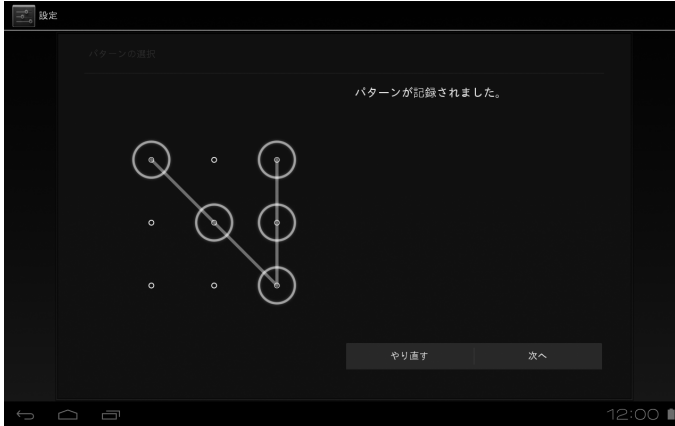 設定
パターンの選択
パターンが記録されました。
やり直す
次へ
12:00